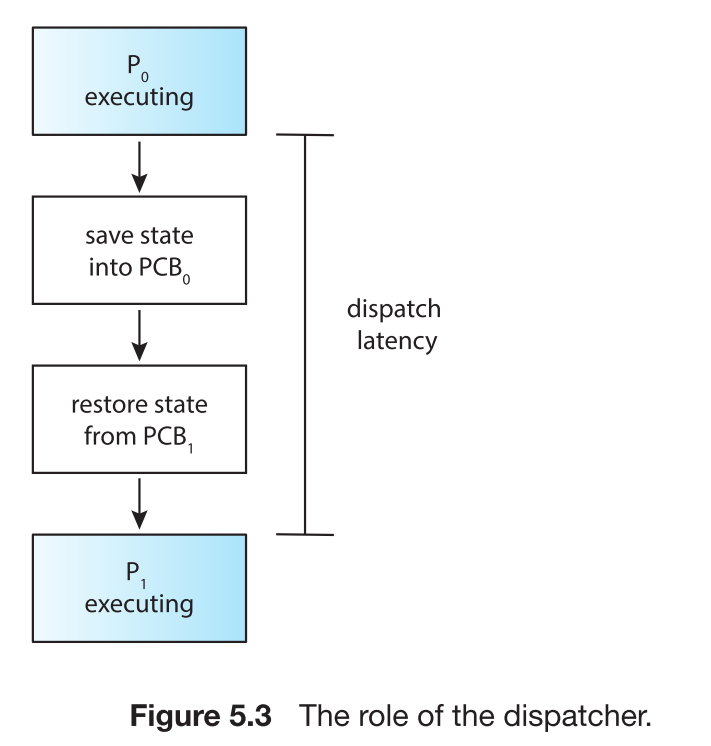 P₀
executing
save state
into PCB₀
restore state
from PCB₁
dispatch
latency
P₁
executing
Figure 5.3 The role of the dispatcher.